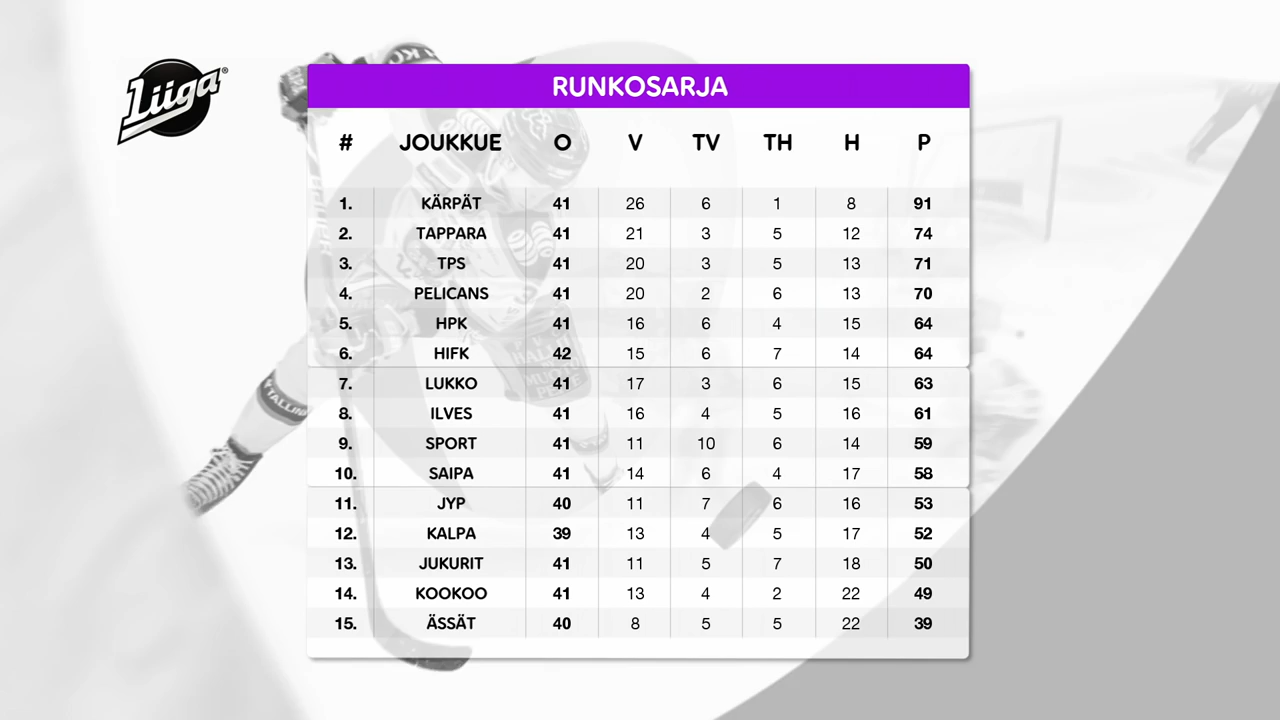 Liiga®
RUNKOSARJA
# JOUKKUE O V TV TH H P
1. KÄRPÄT 41 26 6 1 8 91
2. TAPPARA 41 21 3 5 12 74
3. TPS 41 20 3 5 13 71
4. PELICANS 41 20 2 6 13 70
5. HPK 41 16 6 4 15 64
6. HIFK 42 15 6 7 14 64
7. LUKKO 41 17 3 6 15 63
8. ILVES 41 16 4 5 16 61
9. SPORT 41 11 10 6 14 59
10. SAIPA 41 14 6 4 17 58
11. JYP 40 11 7 6 16 53
12. KALPA 39 13 4 5 17 52
13. JUKURIT 41 11 5 7 18 50
14. KOOKOO 41 13 4 2 22 49
15. ÄSSÄT 40 8 5 5 22 39